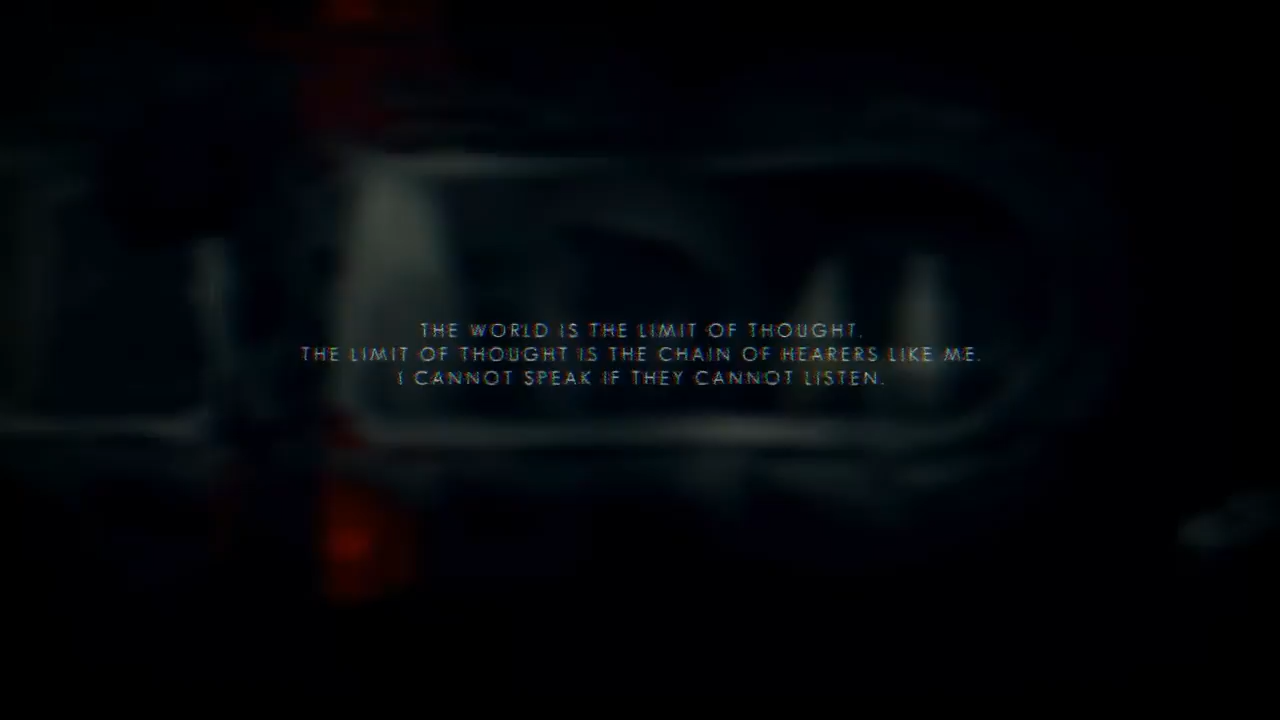 THE WORLD IS THE LIMIT OF THOUGHT.
THE LIMIT OF THOUGHT IS THE CHAIN OF HEARERS LIKE ME.
I CANNOT SPEAK IF THEY CANNOT LISTEN.